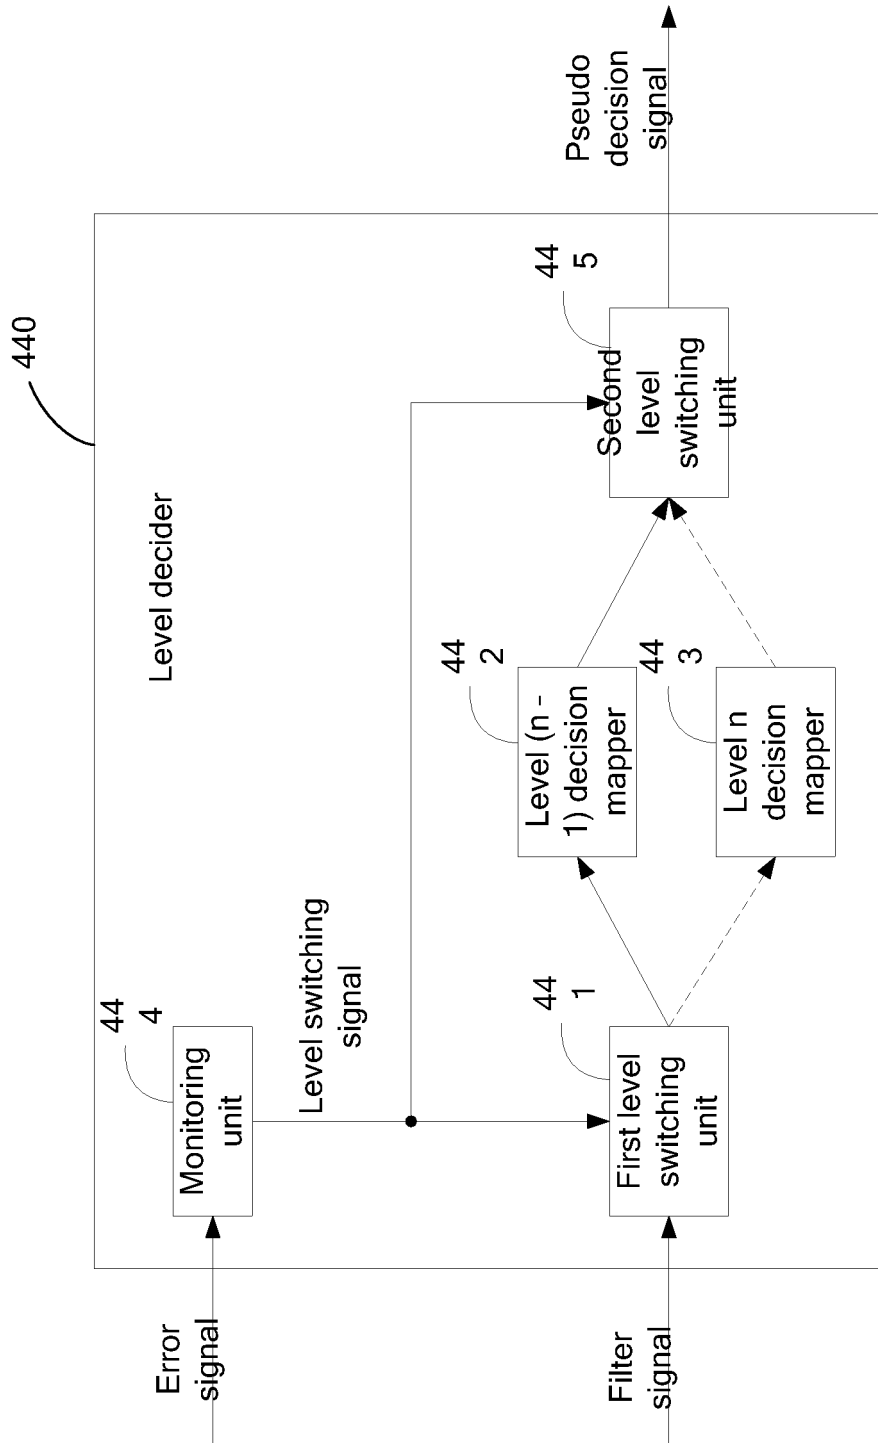 440
Level decider
Error
signal
Monitoring
unit
44
4
Level switching
signal
Filter
signal
First level
switching
unit
44
1
Level (n -
1) decision
mapper
44
2
Level n
decision
mapper
44
3
Second
level
switching
unit
44
5
Pseudo
decision
signal